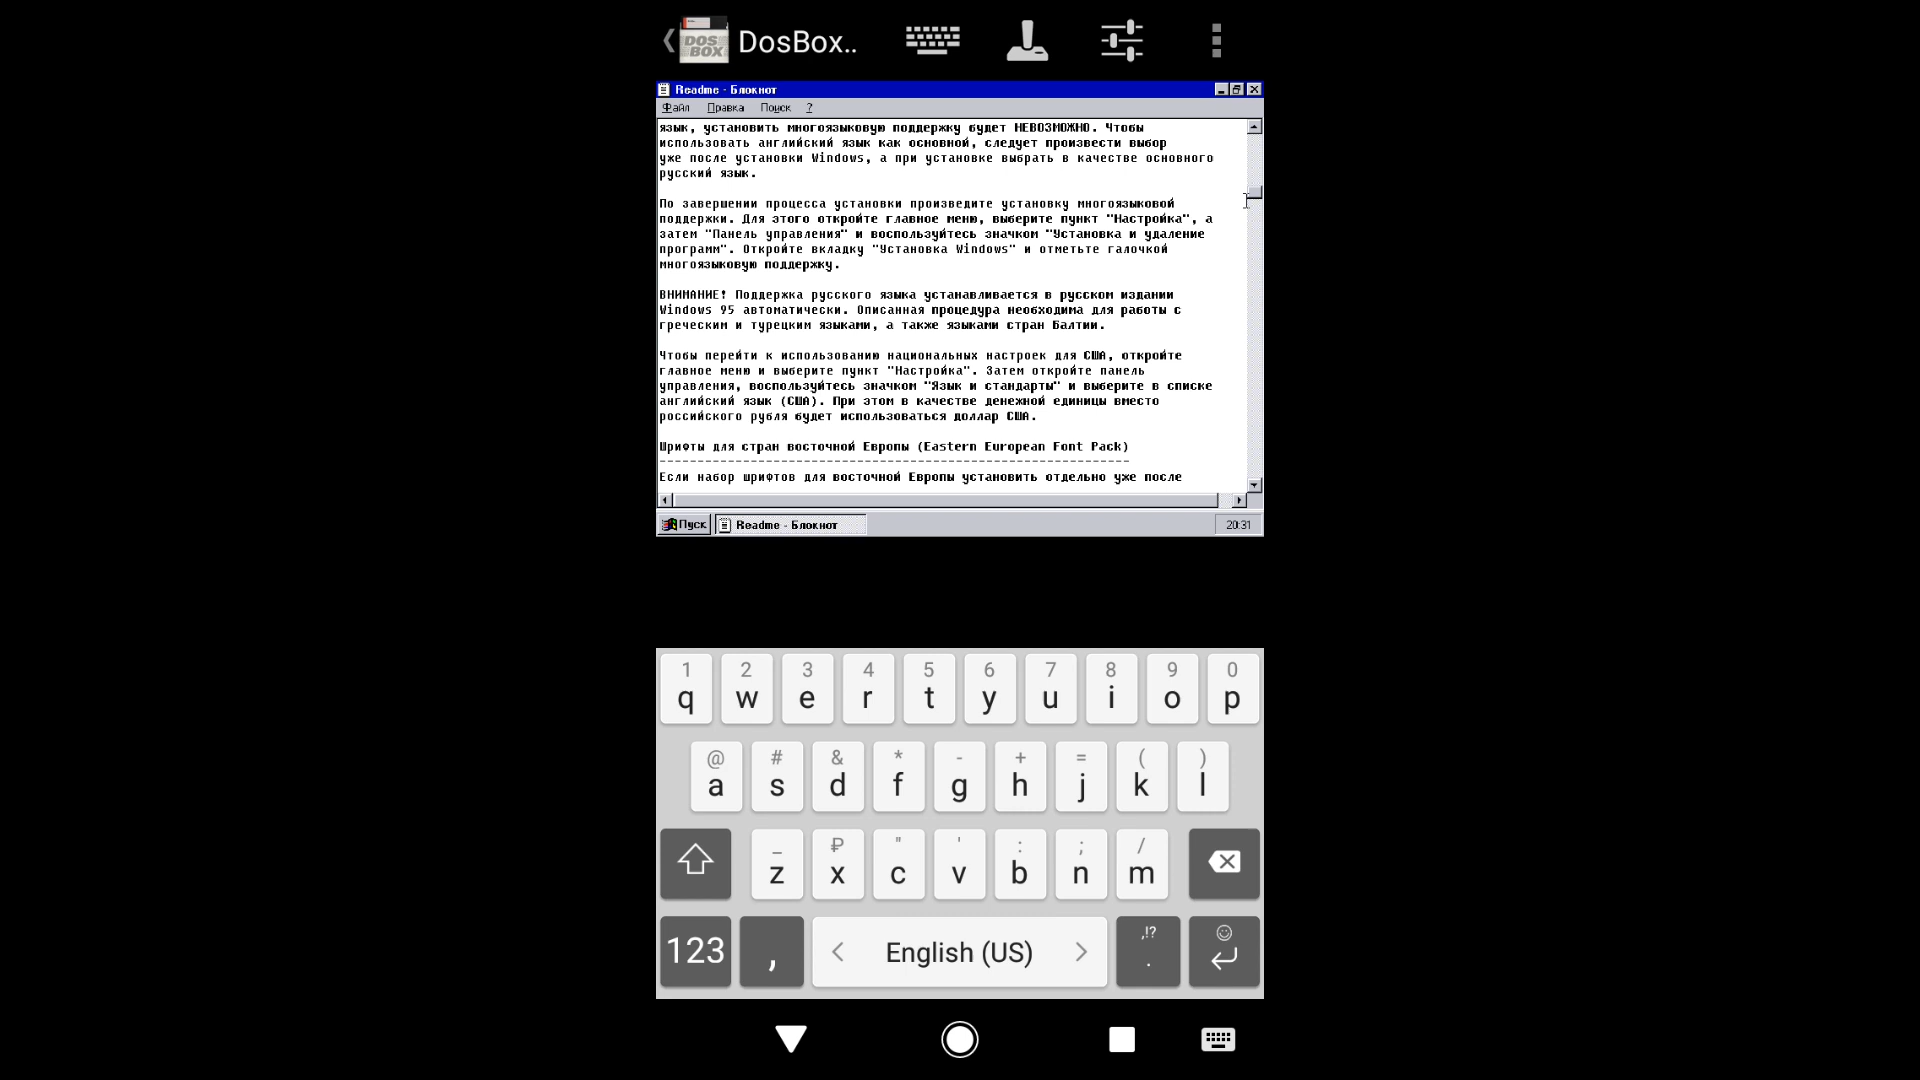 DosBox..
Readme - Блокнот
Файл Правка Поиск ?
язык, установить многоязыковую поддержку будет НЕВОЗМОЖНО. Чтобы
использовать английский язык как основной, следует произвести выбор
уже после установки Windows, а при установке выбрать в качестве основного
русский язык.
По завершении процесса установки произведите установку многоязыковой
поддержки. Для этого откройте главное меню, выберите пункт "Настройка", а
затем "Панель управления" и воспользуйтесь значком "Установка и удаление
программ". Откройте вкладку "Установка Windows" и отметьте галочкой
многоязыковую поддержку.
ВНИМАНИЕ! Поддержка русского языка устанавливается в русском издании
Windows 95 автоматически. Описанная процедура необходима для работы с
греческим и турецким языками, а также языками стран Балтии.
Чтобы перейти к использованию национальных настроек для США, откройте
главное меню и выберите пункт "Настройка". Затем откройте панель
управления, воспользуйтесь значком "Язык и стандарты" и выберите в списке
английский язык (США). При этом в качестве денежной единицы вместо
российского рубля будет использоваться доллар США.
Шрифты для стран восточной Европы (Eastern European Font Pack)
--------------------------------------------------------------
Если набор шрифтов для восточной Европы установить отдельно уже после
Пуск Readme - Блокнот 20:31
1 2 3 4 5 6 7 8 9 0
q w e r t y u i o p
@ # & * - + = ( )
a s d f g h j k l
_ ₽ " ' : ; /
z x c v b n m
123 , < English (US) > ,!? .